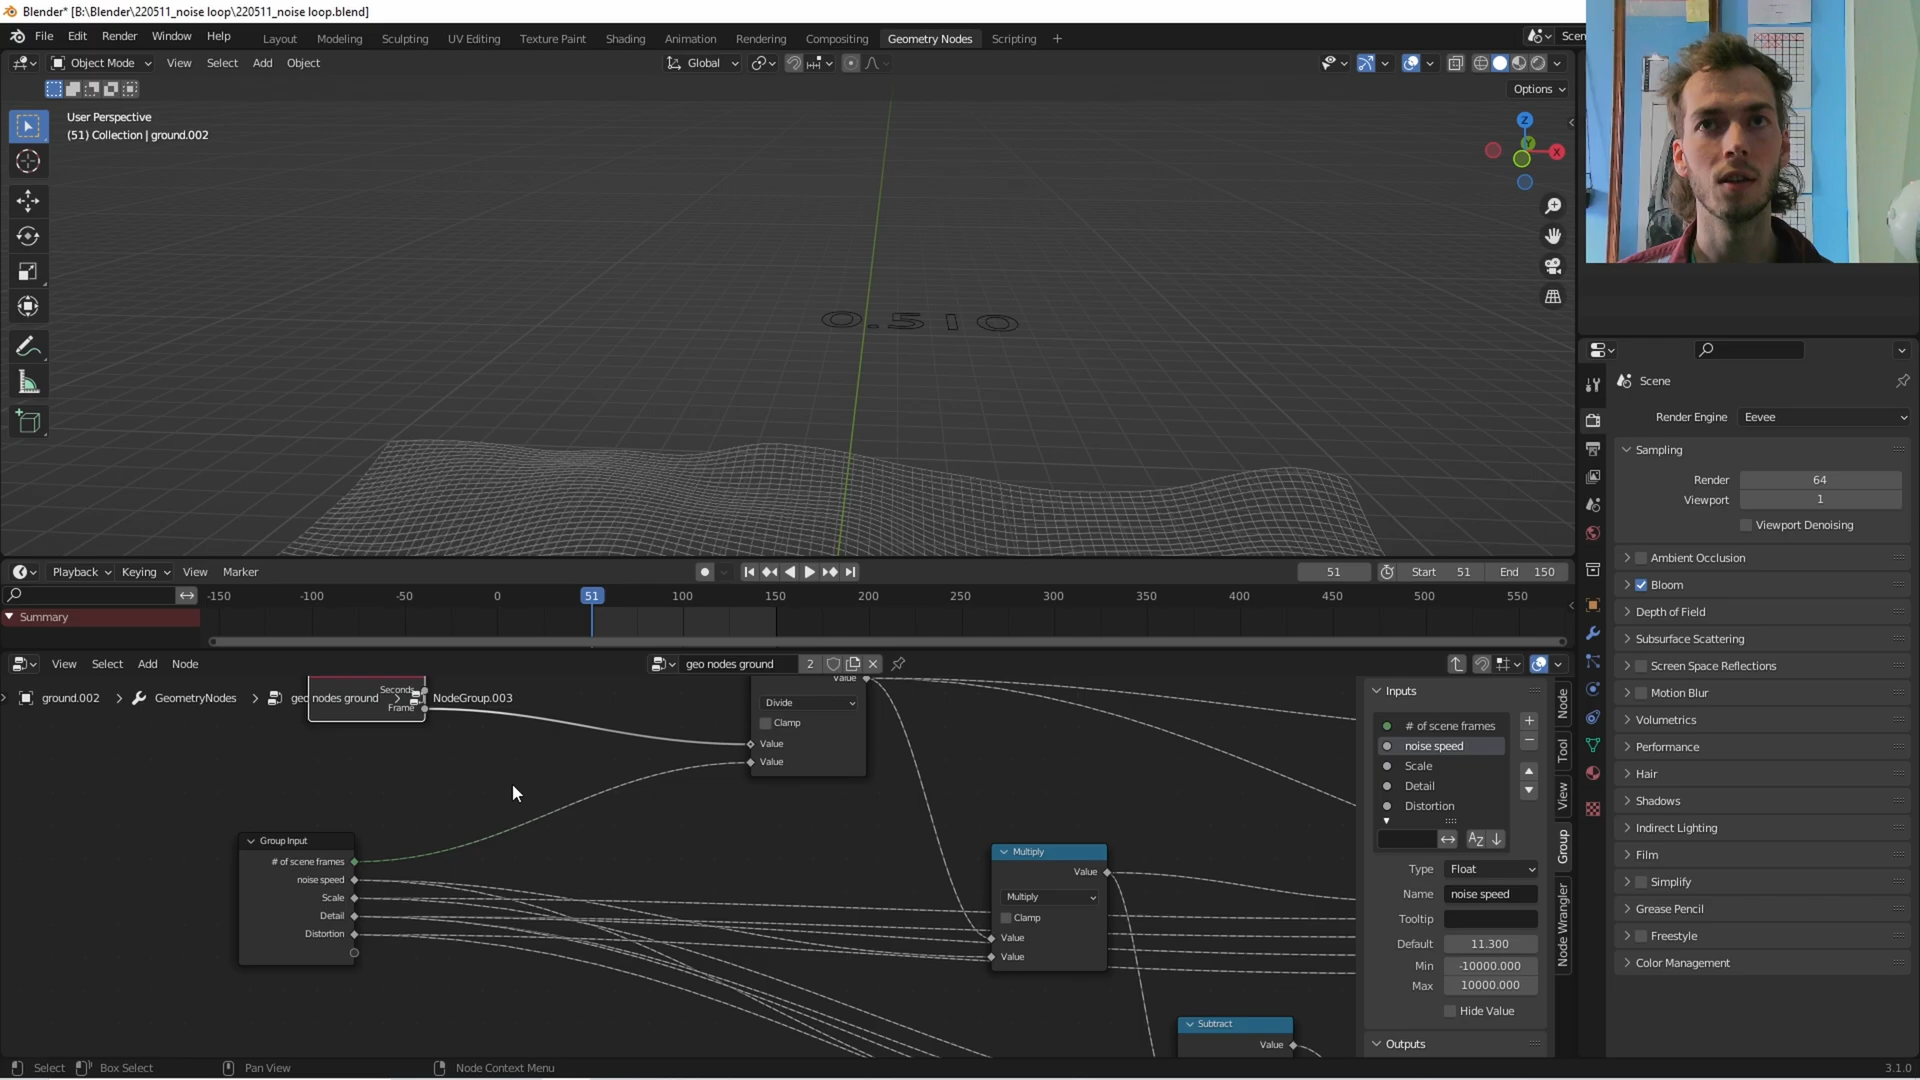 Blender* [B:\Blender\220511_noise loop\220511_noise loop.blend]
File Edit Render Window Help Layout Modeling Sculpting UV Editing Texture Paint Shading Animation Rendering Compositing Geometry Nodes Scripting + Scen
Object Mode View Select Add Object Global
Options
User Perspective
(51) Collection | ground.002
Z
Y
X
0.510
Playback Keying View Marker 51 Start 51 End 150
-150 -100 -50 0 51 100 150 200 250 300 350 400 450 500 550
Summary
View Select Add Node geo nodes ground 2
ground.002 > GeometryNodes > geo nodes ground > NodeGroup.003
Seconds
Frame
Value
Divide
Clamp
Value
Value
Group Input
# of scene frames
noise speed
Scale
Detail
Distortion
Multiply
Value
Multiply
Clamp
Value
Value
Subtract
Value
Inputs
# of scene frames
noise speed
Scale
Detail
Distortion
Type Float
Name noise speed
Tooltip
Default 11.300
Min -10000.000
Max 10000.000
Hide Value
Outputs
Node
Tool
View
Group
Node Wrangler
Scene
Render Engine Eevee
Sampling
Render 64
Viewport 1
Viewport Denoising
Ambient Occlusion
Bloom
Depth of Field
Subsurface Scattering
Screen Space Reflections
Motion Blur
Volumetrics
Performance
Hair
Shadows
Indirect Lighting
Film
Simplify
Grease Pencil
Freestyle
Color Management
Select Box Select Pan View Node Context Menu 3.1.0